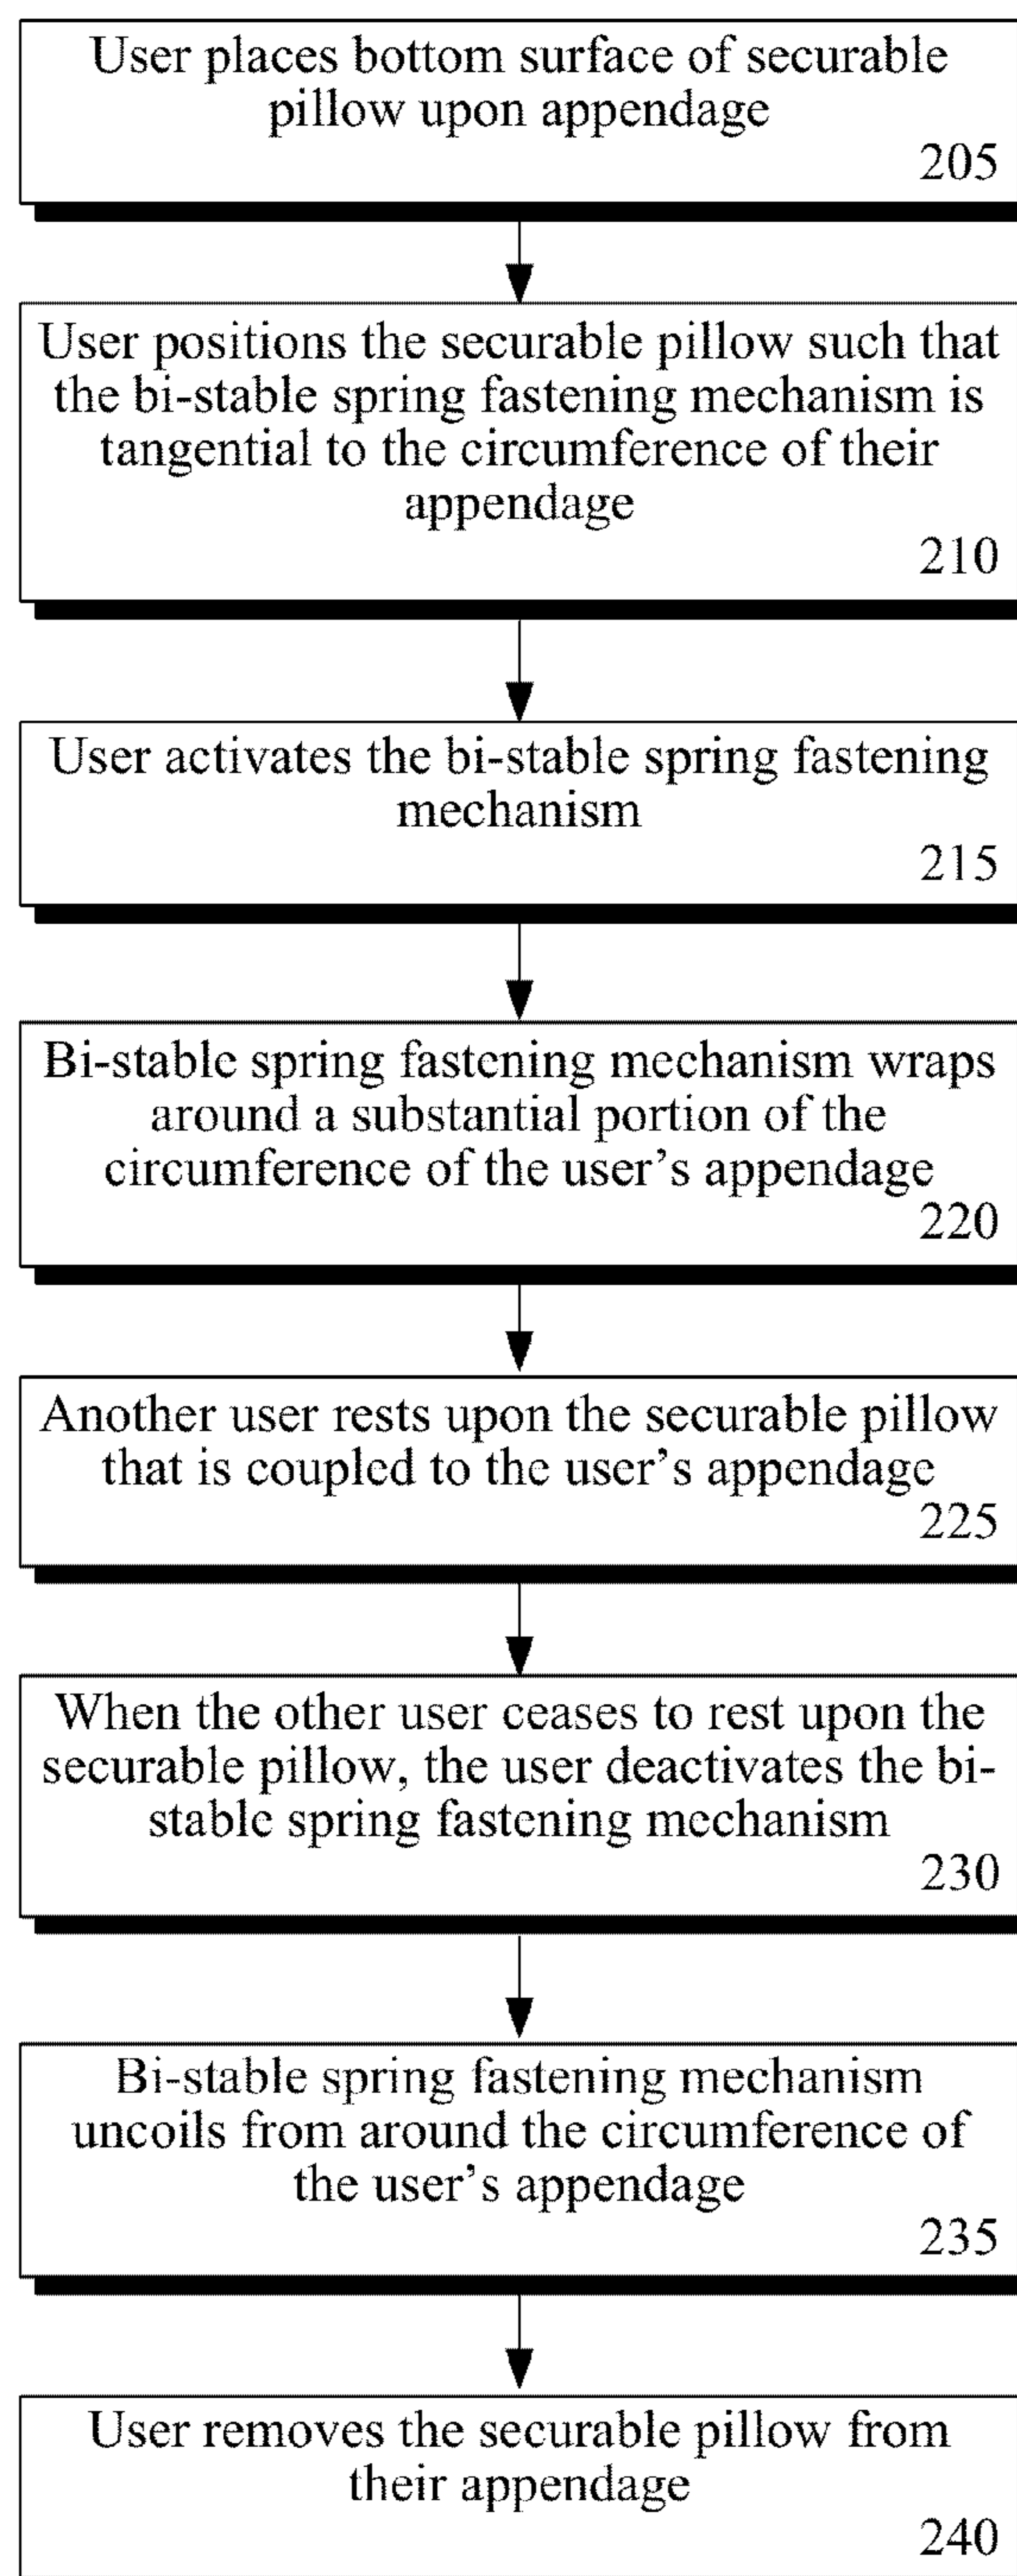 User places bottom surface of securable
pillow upon appendage
205
User positions the securable pillow such that
the bi-stable spring fastening mechanism is
tangential to the circumference of their
appendage
210
User activates the bi-stable spring fastening
mechanism
215
Bi-stable spring fastening mechanism wraps
around a substantial portion of the
circumference of the user's appendage
220
Another user rests upon the securable pillow
that is coupled to the user's appendage
225
When the other user ceases to rest upon the
securable pillow, the user deactivates the bi-
stable spring fastening mechanism
230
Bi-stable spring fastening mechanism
uncoils from around the circumference of
the user's appendage
235
User removes the securable pillow from
their appendage
240